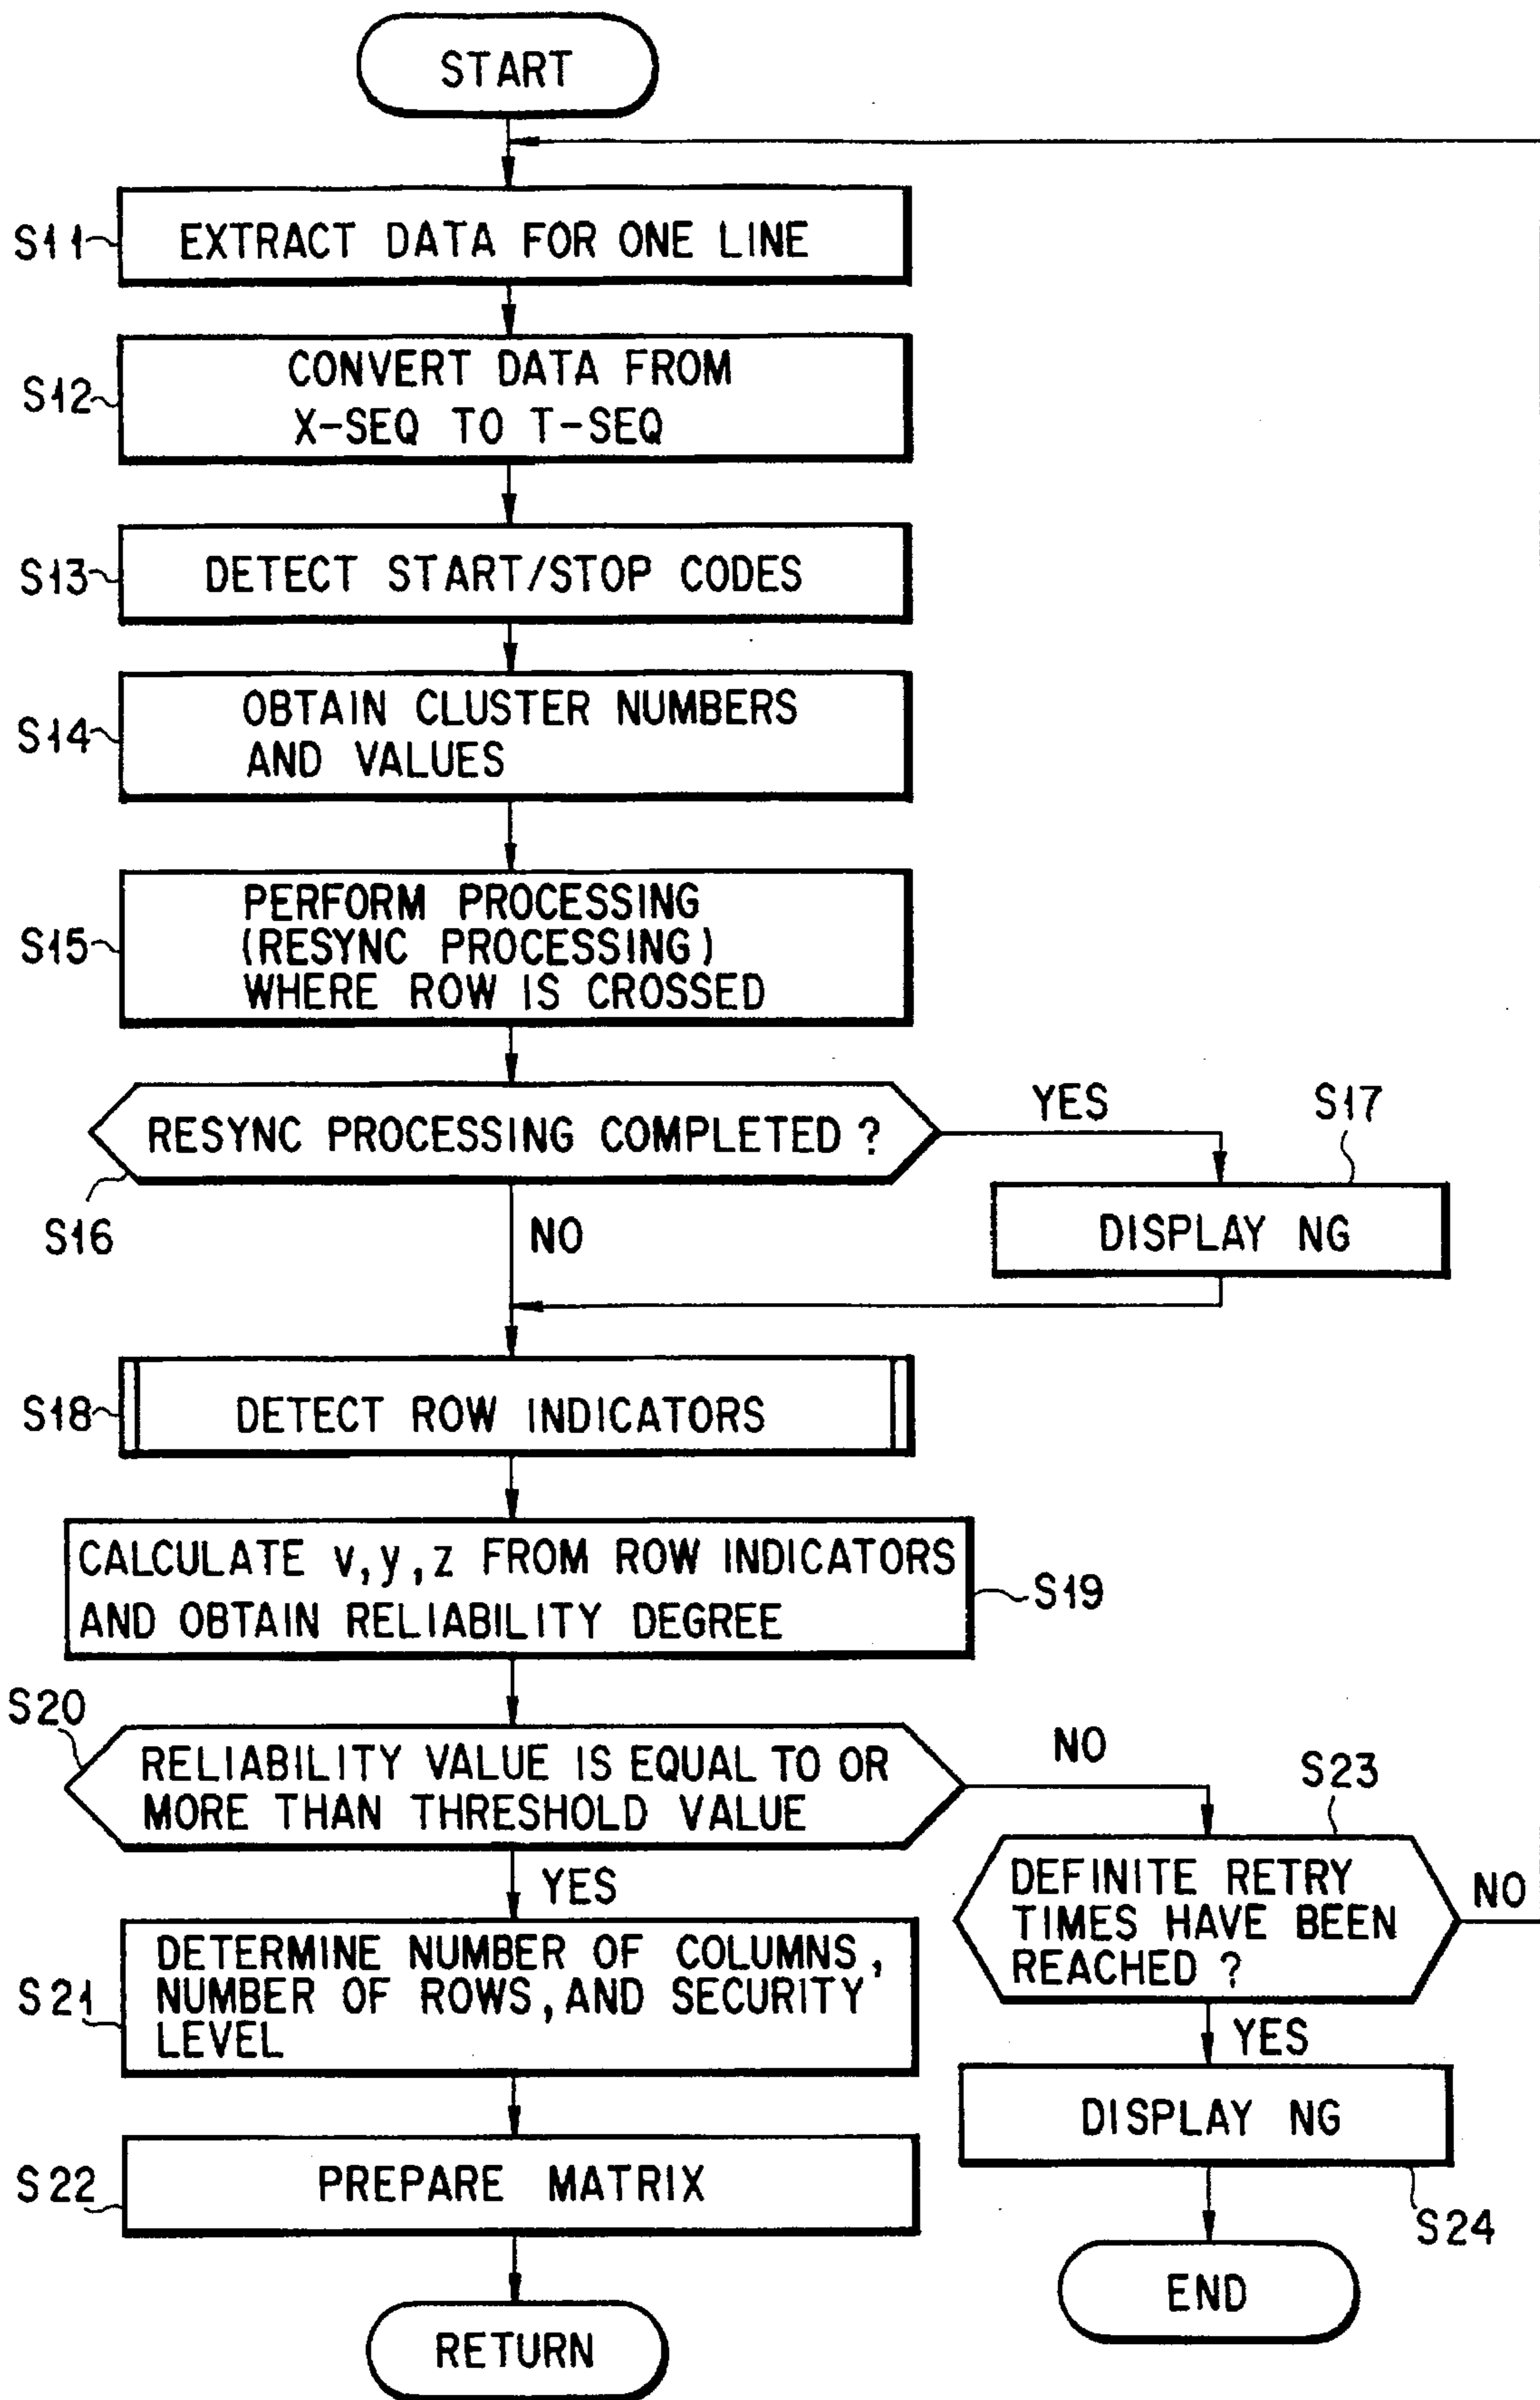 START
S11
EXTRACT DATA FOR ONE LINE
S12
CONVERT DATA FROM
X-SEQ TO T-SEQ
S13
DETECT START/STOP CODES
S14
OBTAIN CLUSTER NUMBERS
AND VALUES
S15
PERFORM PROCESSING
(RESYNC PROCESSING)
WHERE ROW IS CROSSED
RESYNC PROCESSING COMPLETED ?
S16
YES
S17
NO
DISPLAY NG
S18
DETECT ROW INDICATORS
CALCULATE v,y,z FROM ROW INDICATORS
AND OBTAIN RELIABILITY DEGREE
S19
S20
RELIABILITY VALUE IS EQUAL TO OR
MORE THAN THRESHOLD VALUE
NO
S23
YES
DEFINITE RETRY
TIMES HAVE BEEN
REACHED ?
NO
S21
DETERMINE NUMBER OF COLUMNS,
NUMBER OF ROWS, AND SECURITY
LEVEL
YES
DISPLAY NG
S24
S22
PREPARE MATRIX
END
RETURN